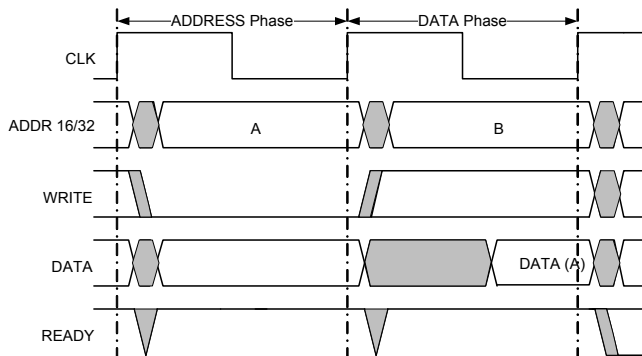 ADDRESS Phase DATA Phase
CLK
ADDR 16/32 A B
WRITE
DATA DATA (A)
READY